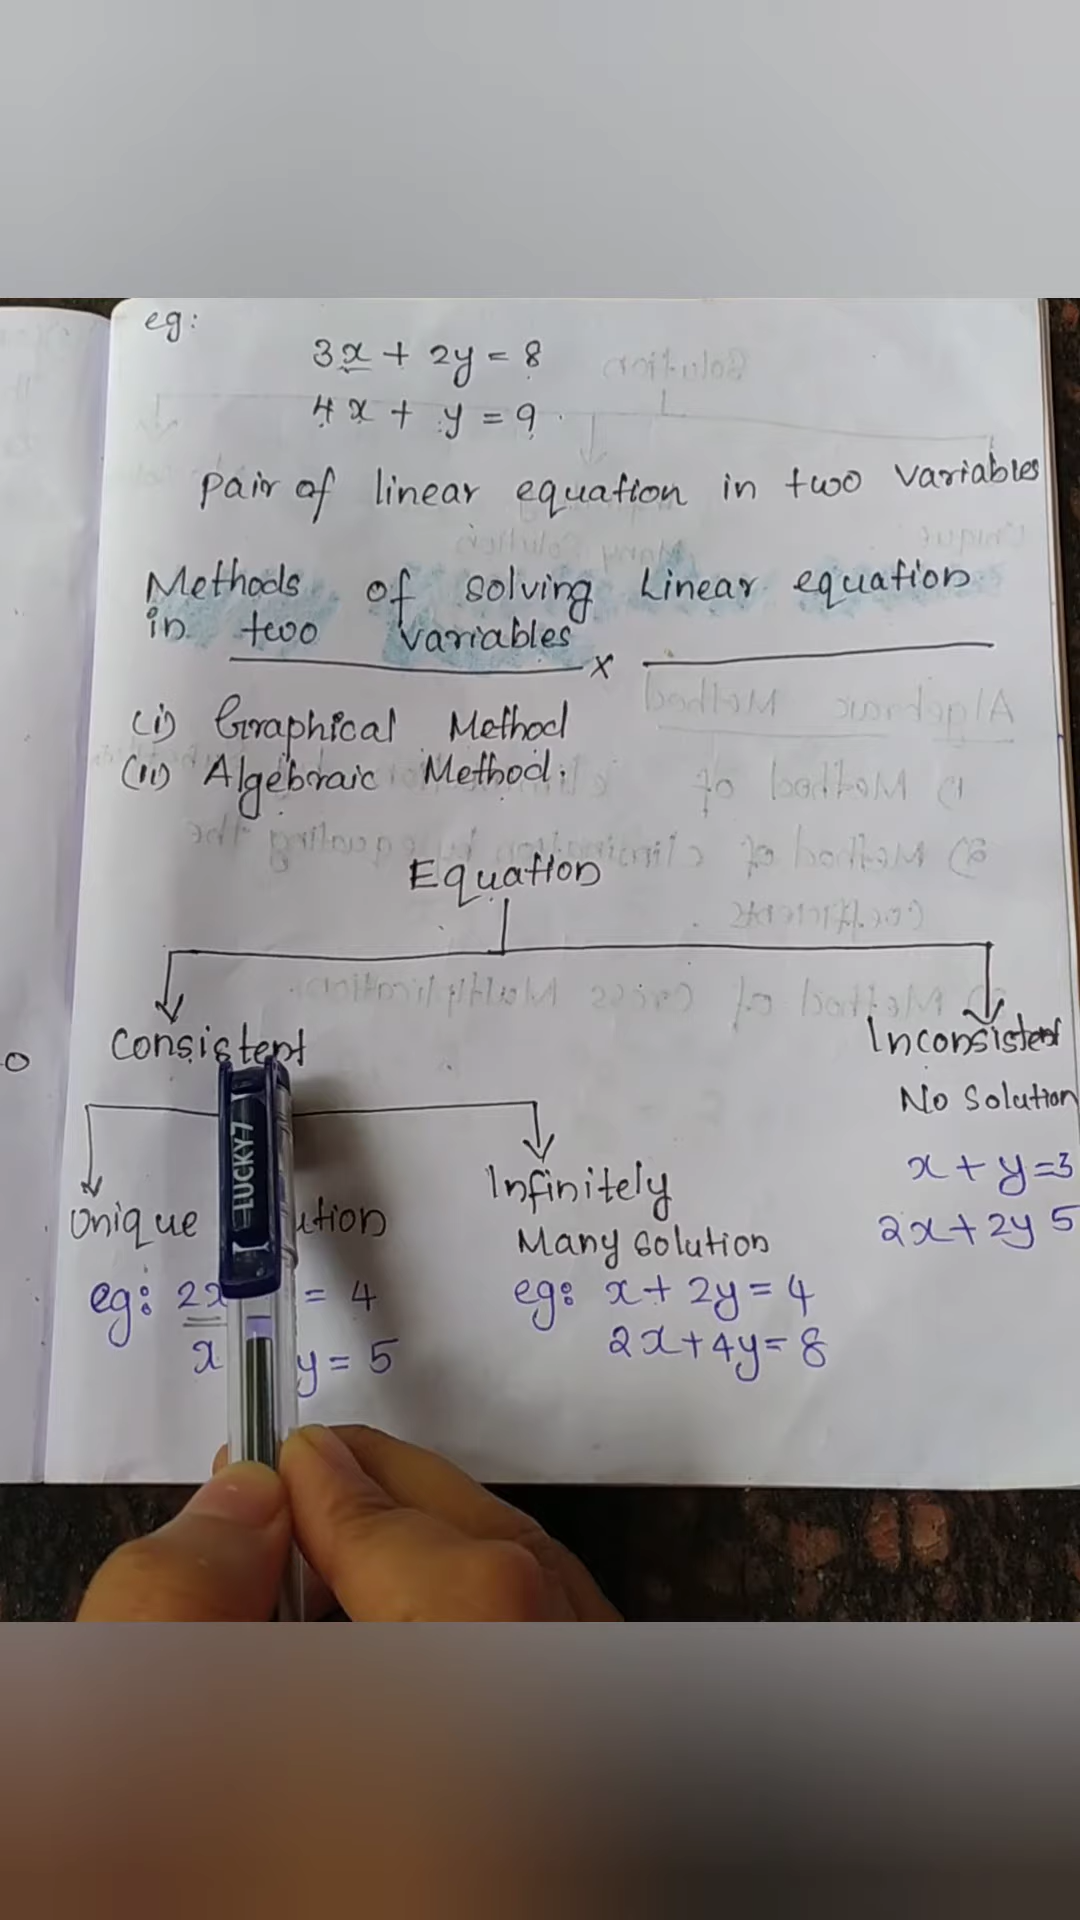 eg:
3x + 2y = 8
4x + y = 9
pair of linear equation in two variables
Methods of solving Linear equation
in two variables
x
(i) Graphical Method
(ii) Algebraic Method.
Equation
Consistent
Inconsistent
No Solution
x + y = 3
2x + 2y 5
Unique
Infinitely
Many solution
eg: 2x = 4
x y = 5
eg: x + 2y = 4
2x + 4y = 8
LUCKY7